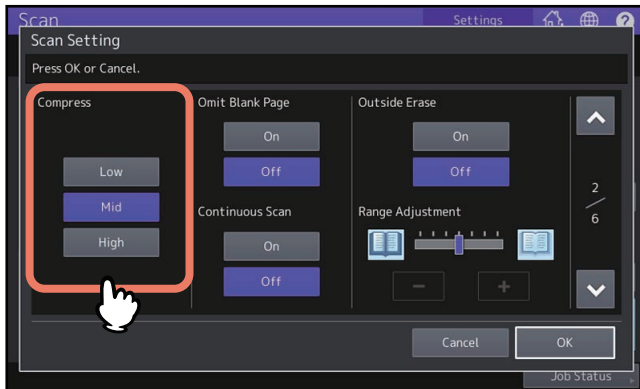 Scan
Settings
Scan Setting
Press OK or Cancel.
Compress
Low
Mid
High
Omit Blank Page
On
Off
Continuous Scan
On
Off
Outside Erase
On
Off
Range Adjustment
2
6
Cancel
OK
Job Status